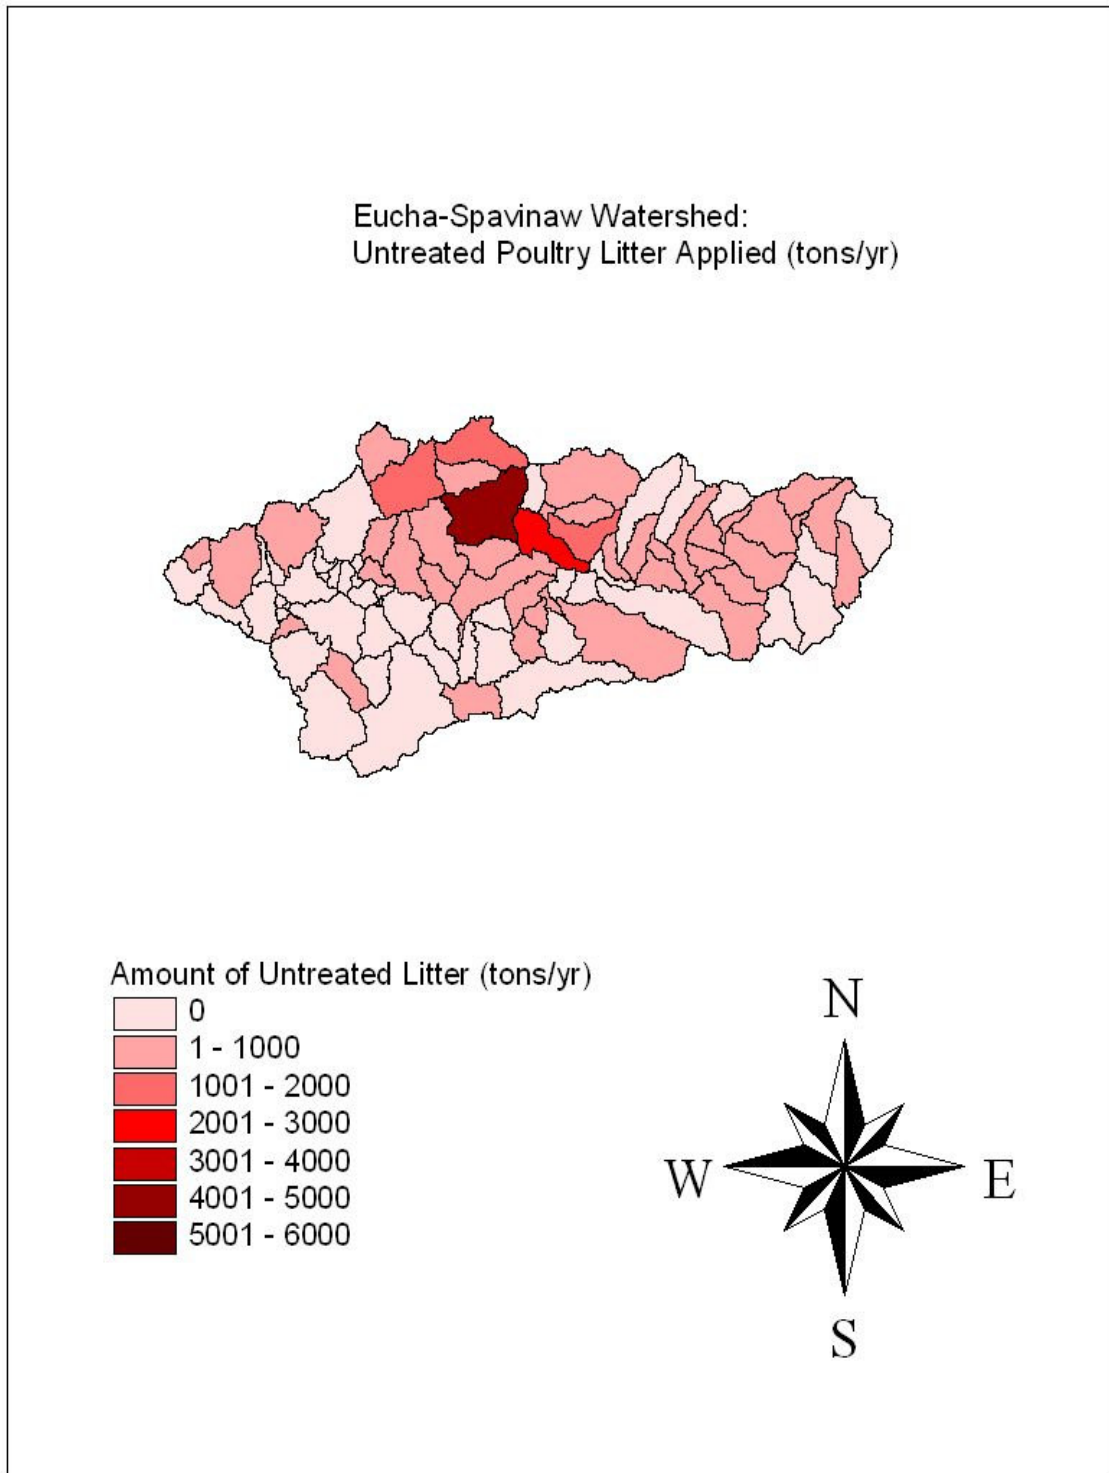 Eucha-Spavinaw Watershed:
Untreated Poultry Litter Applied (tons/yr)
Amount of Untreated Litter (tons/yr)
0
1 - 1000
1001 - 2000
2001 - 3000
3001 - 4000
4001 - 5000
5001 - 6000
N
W
E
S